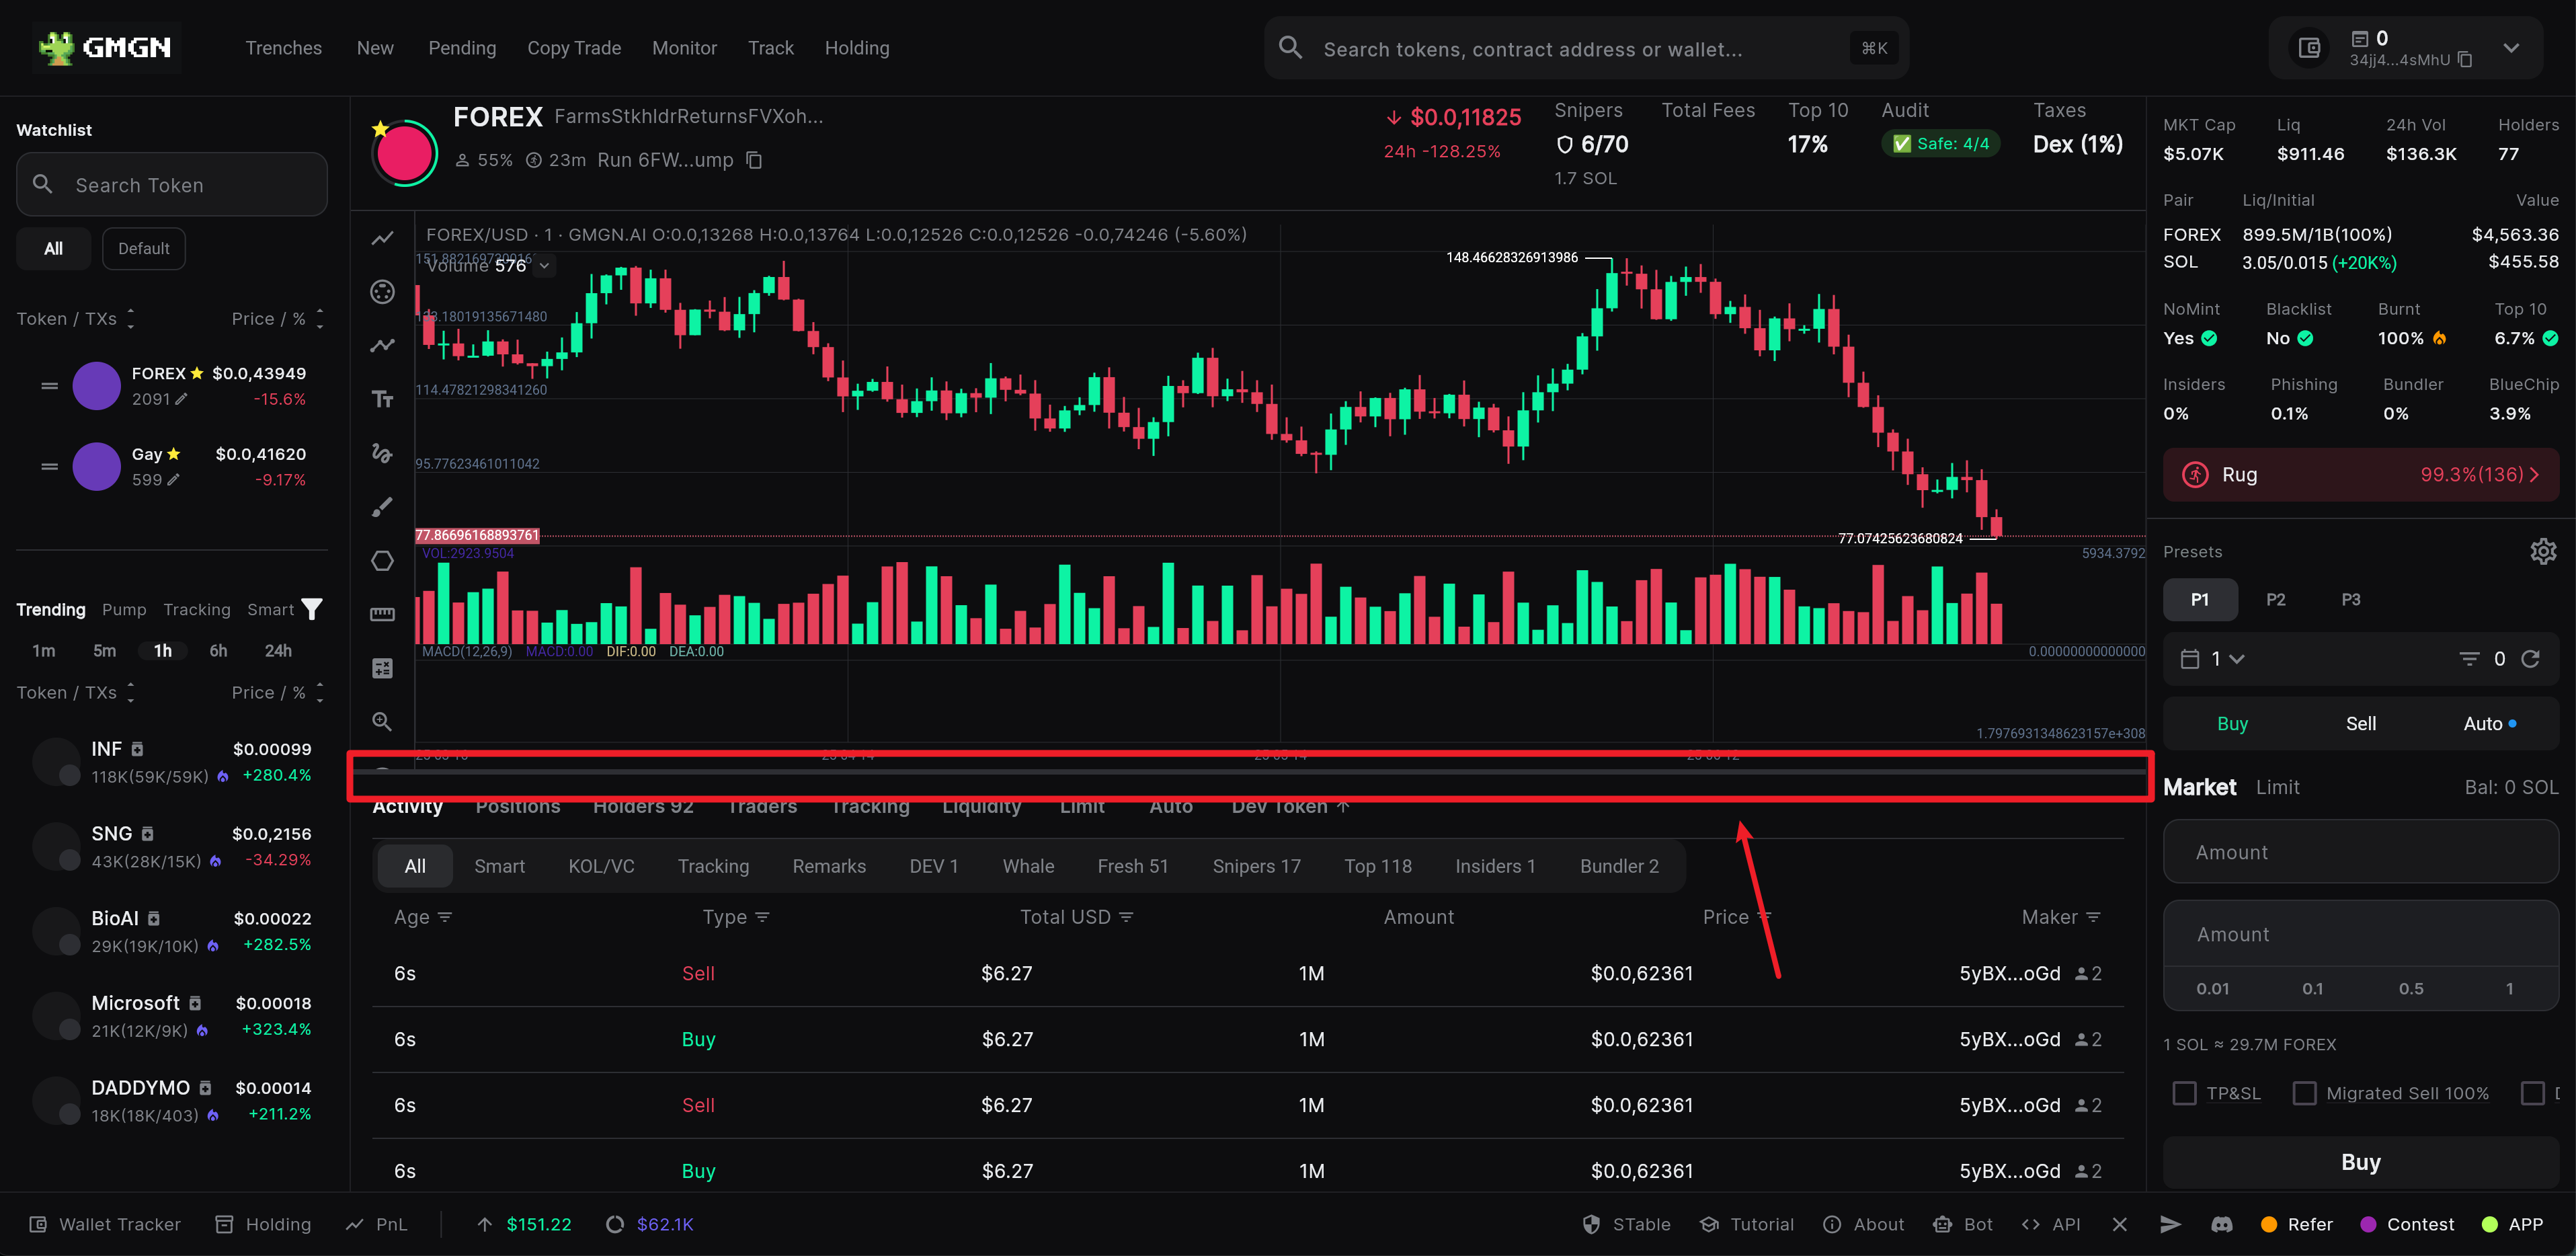 GMGN
Trenches New Pending Copy Trade Monitor Track Holding
Search tokens, contract address or wallet... ⌘K
0
34jj4...4sMhU
Watchlist
Search Token
All Default
Token / TXs Price / %
FOREX $0.0,43949
2091 -15.6%
Gay $0.0,41620
599 -9.17%
Trending Pump Tracking Smart
1m 5m 1h 6h 24h
Token / TXs Price / %
INF $0.00099
118K(59K/59K) +280.4%
SNG $0.0,2156
43K(28K/15K) -34.29%
BioAI $0.00022
29K(19K/10K) +282.5%
Microsoft $0.00018
21K(12K/9K) +323.4%
DADDYMO $0.00014
18K(18K/403) +211.2%
FOREX FarmsStkhldrReturnsFVXoh...
55% 23m Run 6FW...ump
↓ $0.0,11825
24h -128.25%
Snipers Total Fees Top 10 Audit Taxes
6/70 17% ✅ Safe: 4/4 Dex (1%)
1.7 SOL
FOREX/USD · 1 · GMGN.AI O:0.0,13268 H:0.0,13764 L:0.0,12526 C:0.0,12526 -0.0,74246 (-5.60%)
Volume 576
148.46628326913986
114.47821298341260
95.77623461011042
77.86696168893761
77.07425623680824
VOL:2923.9504
5934.3792
MACD(12,26,9) MACD:0.00 DIF:0.00 DEA:0.00
0.00000000000000
1.7976931348623157e+308
Activity Positions Holders 92 Traders Tracking Liquidity Limit Auto Dev Token
All Smart KOL/VC Tracking Remarks DEV 1 Whale Fresh 51 Snipers 17 Top 118 Insiders 1 Bundler 2
Age Type Total USD Amount Price Maker
6s Sell $6.27 1M $0.0,62361 5yBX...oGd 2
6s Buy $6.27 1M $0.0,62361 5yBX...oGd 2
6s Sell $6.27 1M $0.0,62361 5yBX...oGd 2
6s Buy $6.27 1M $0.0,62361 5yBX...oGd 2
MKT Cap Liq 24h Vol Holders
$5.07K $911.46 $136.3K 77
Pair Liq/Initial Value
FOREX 899.5M/1B(100%) $4,563.36
SOL 3.05/0.015 (+20K%) $455.58
NoMint Blacklist Burnt Top 10
Yes No 100% 6.7%
Insiders Phishing Bundler BlueChip
0% 0.1% 0% 3.9%
Rug 99.3%(136) >
Presets
P1 P2 P3
1 0
Buy Sell Auto
Market Limit Bal: 0 SOL
Amount
Amount
0.01 0.1 0.5 1
1 SOL ≈ 29.7M FOREX
TP&SL Migrated Sell 100%
Buy
Wallet Tracker Holding PnL $151.22 $62.1K STable Tutorial About Bot API Refer Contest APP